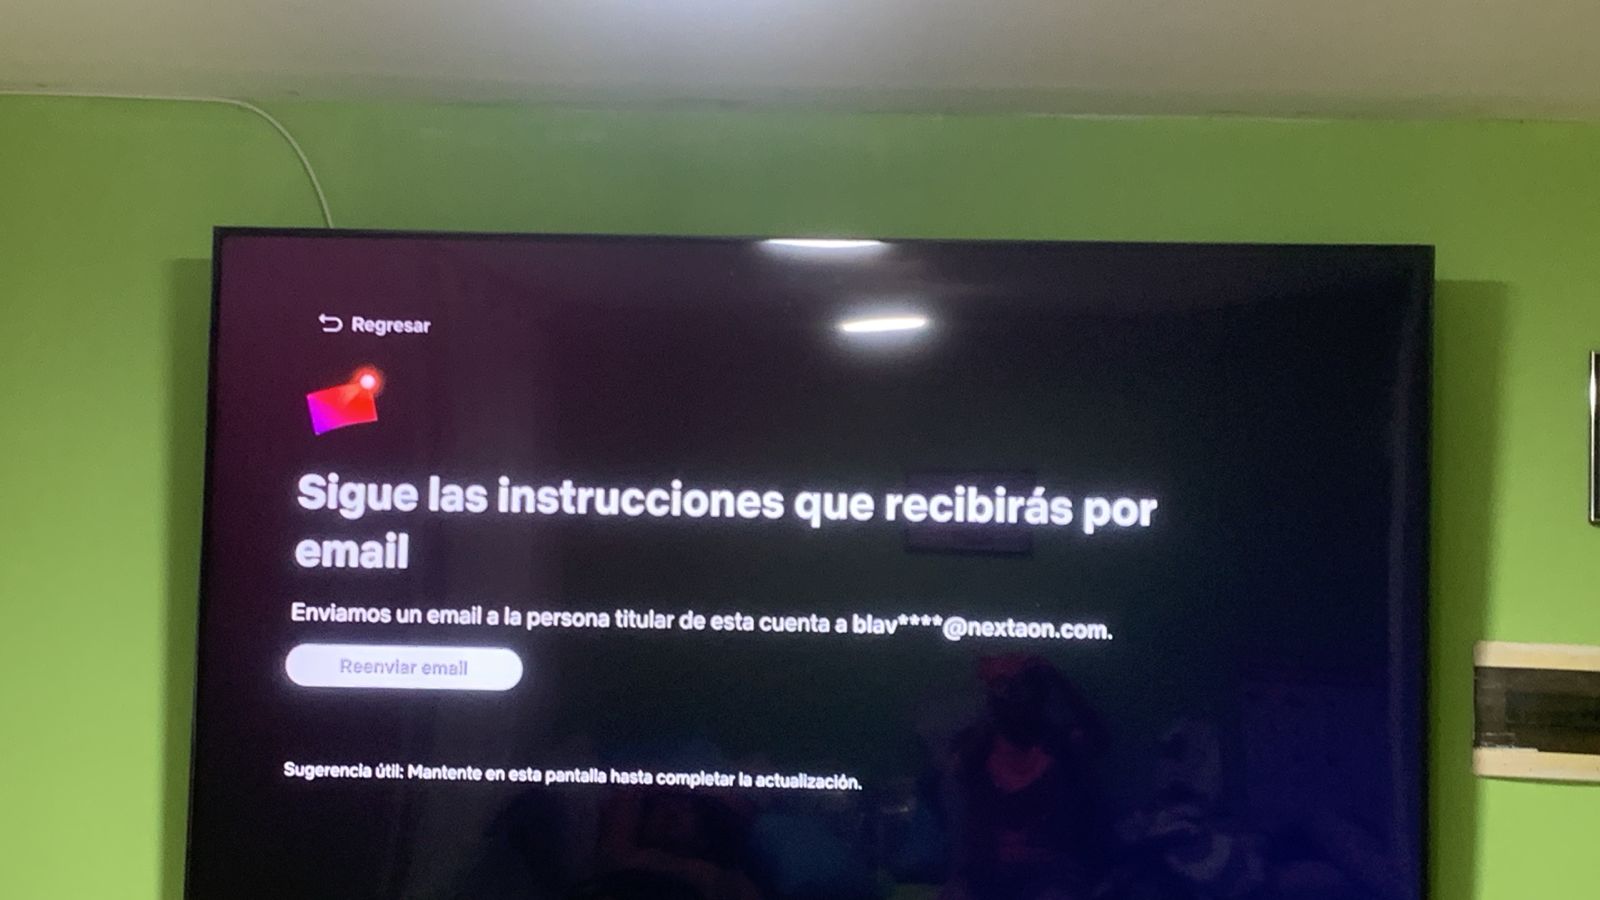 Regresar
Sigue las instrucciones que recibirás por
email
Enviamos un email a la persona titular de esta cuenta a blav****@nextaon.com.
Reenviar email
Sugerencia útil: Mantente en esta pantalla hasta completar la actualización.